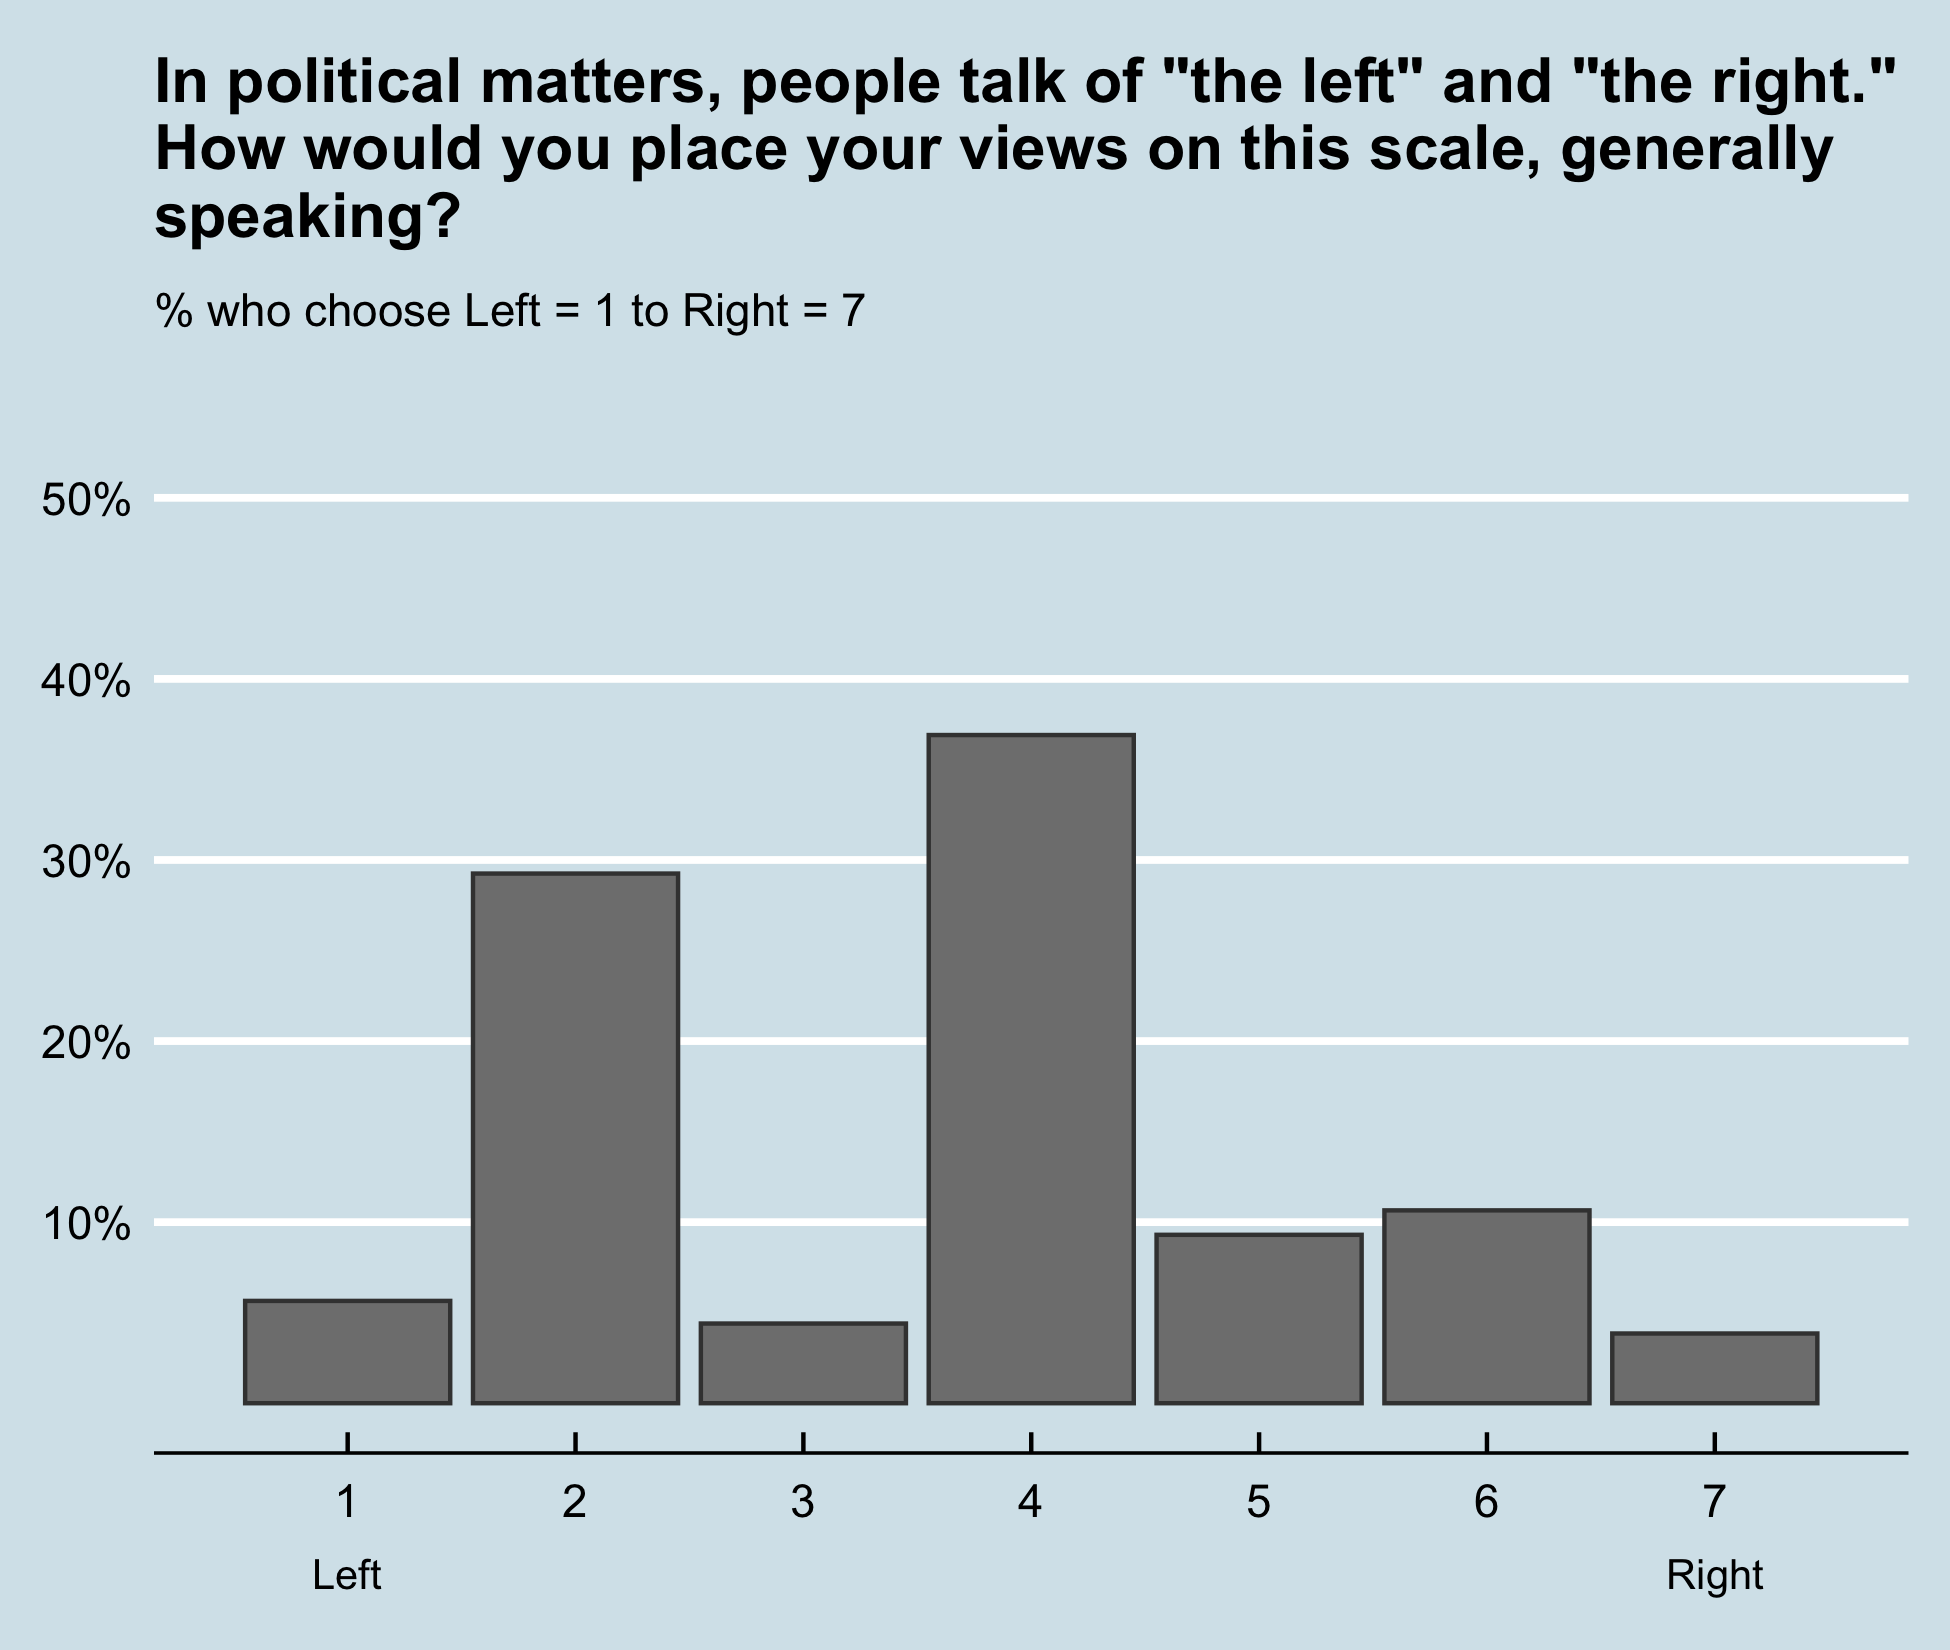 In political matters, people talk of "the left" and "the right."
How would you place your views on this scale, generally
speaking?
% who choose Left = 1 to Right = 7
50%
40%
30%
20%
10%
1 2 3 4 5 6 7
Left Right